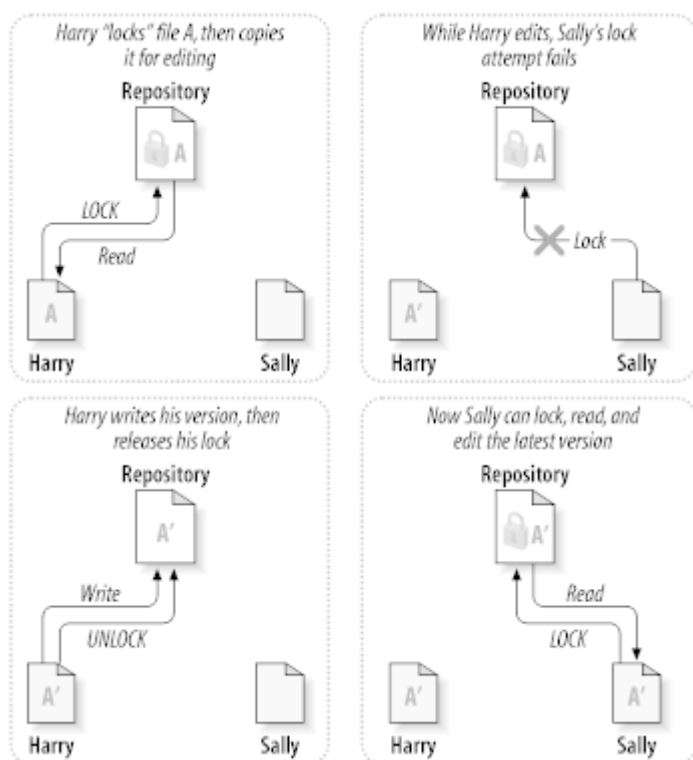 Harry “locks” file A, then copies
it for editing
Repository
A
LOCK
Read
A
Harry
Sally
While Harry edits, Sally’s lock
attempt fails
Repository
A
Lock
A’
Harry
Sally
Harry writes his version, then
releases his lock
Repository
A’
Write
UNLOCK
A’
Harry
Sally
Now Sally can lock, read, and
edit the latest version
Repository
A’
Read
LOCK
A’
A’
Harry
Sally